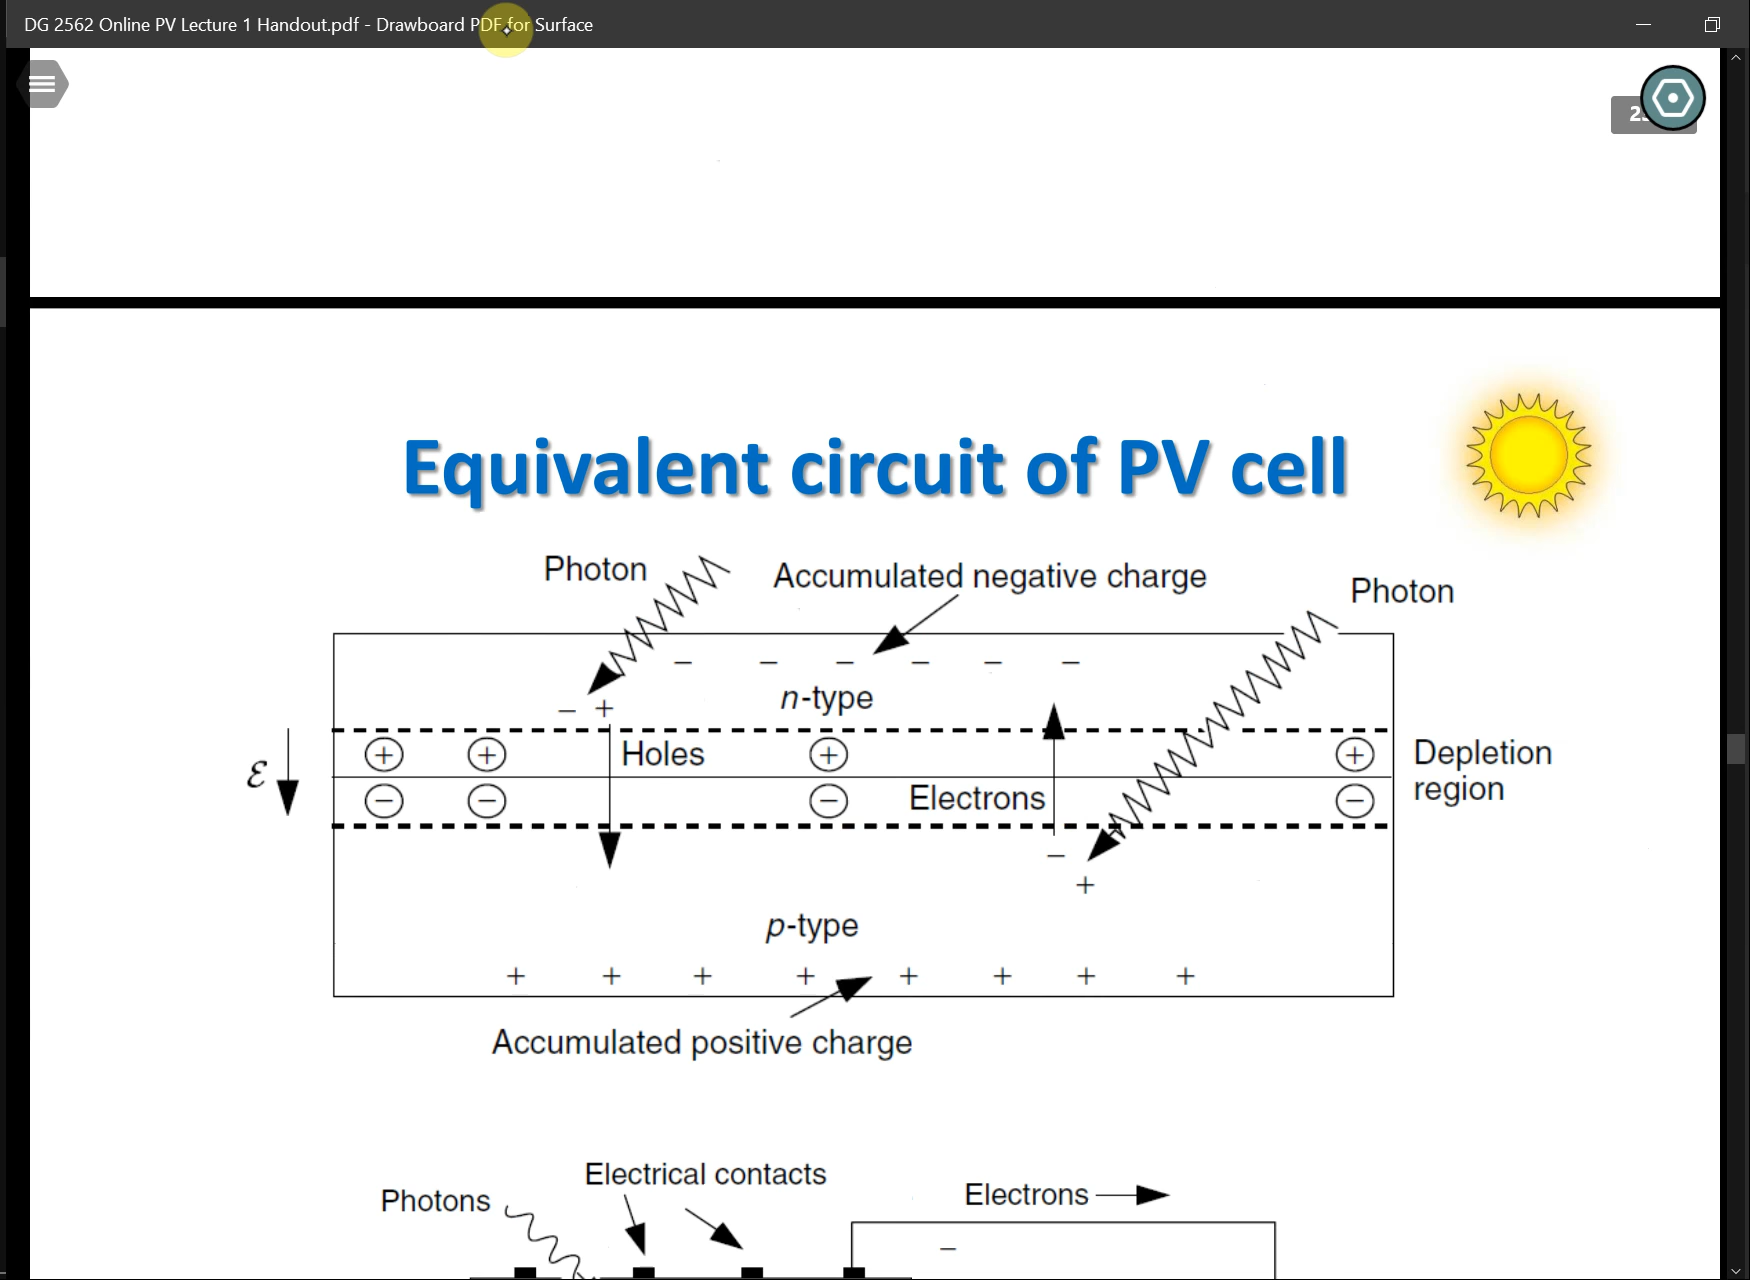 DG 2562 Online PV Lecture 1 Handout.pdf - Drawboard PDF for Surface
Equivalent circuit of PV cell
Photon
Accumulated negative charge
Photon
− − − − − −
n-type
− +
+ + Holes + +
Depletion
region
ℰ
− − Electrons − −
−
+
p-type
+ + + + + + + +
Accumulated positive charge
Electrical contacts
Photons
Electrons
−